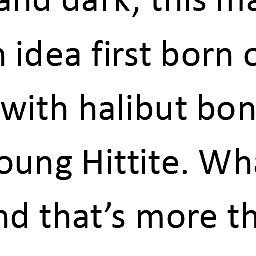 and dark, this ma
n idea first born o
with halibut bon
oung Hittite. Wha
nd that’s more th